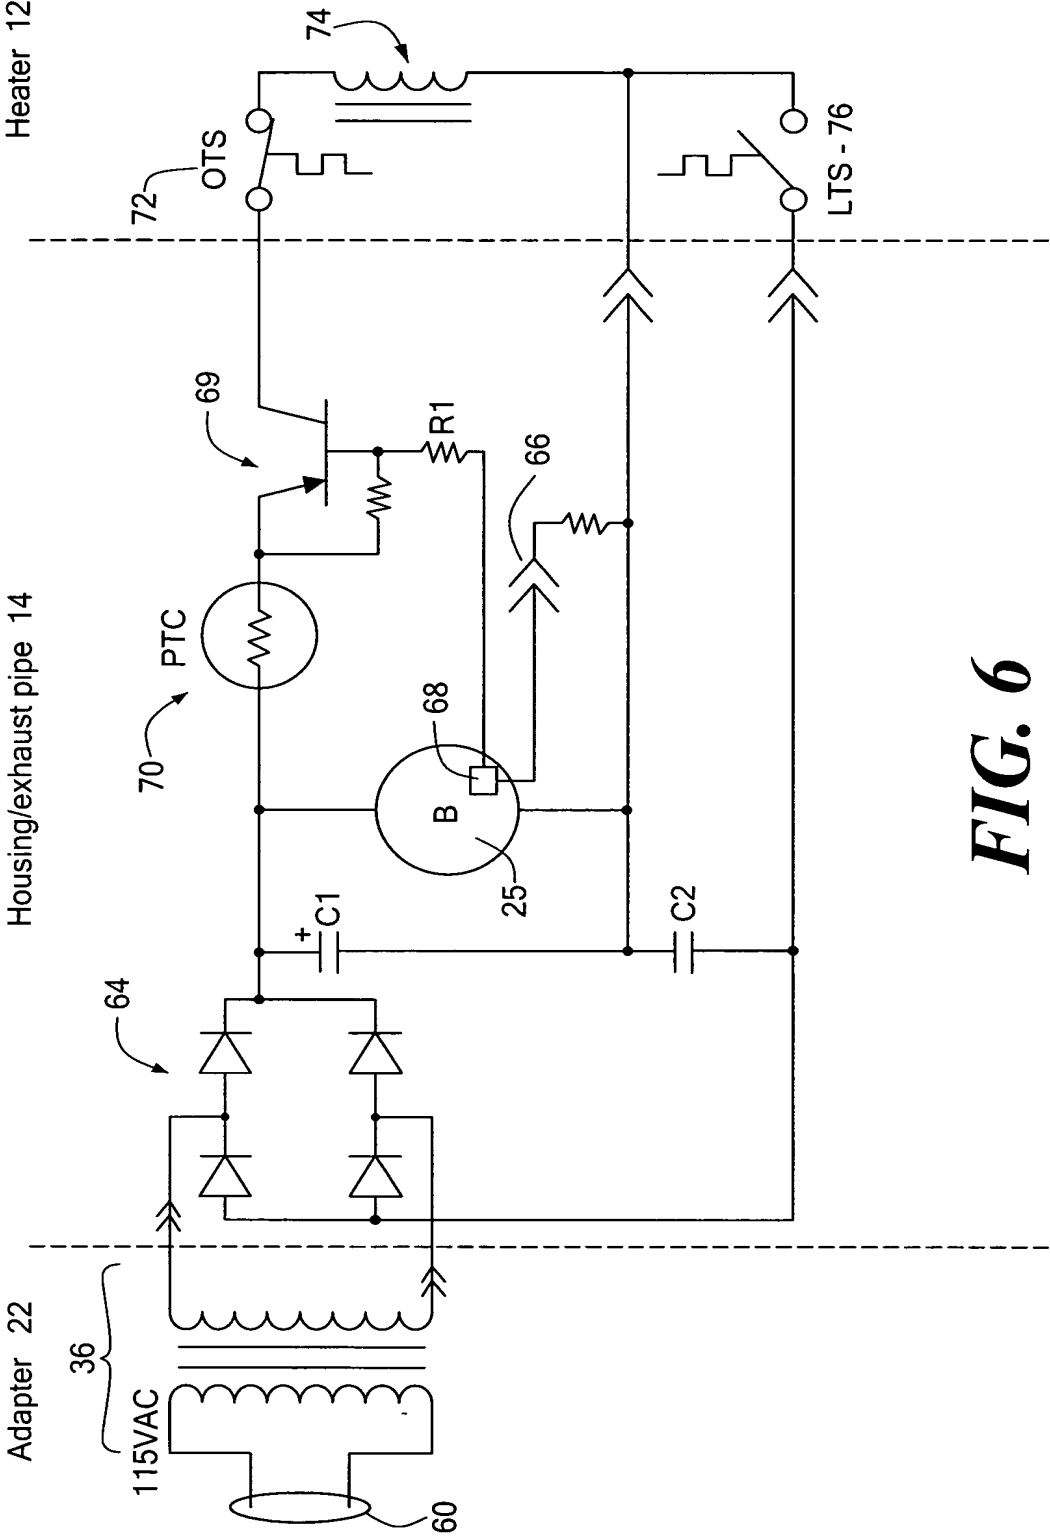 Adapter 22
Housing/exhaust pipe 14
Heater 12
36
115VAC
60
64
70
PTC
69
72
OTS
74
+
C1
B
25
68
R1
66
C2
LTS - 76
FIG. 6